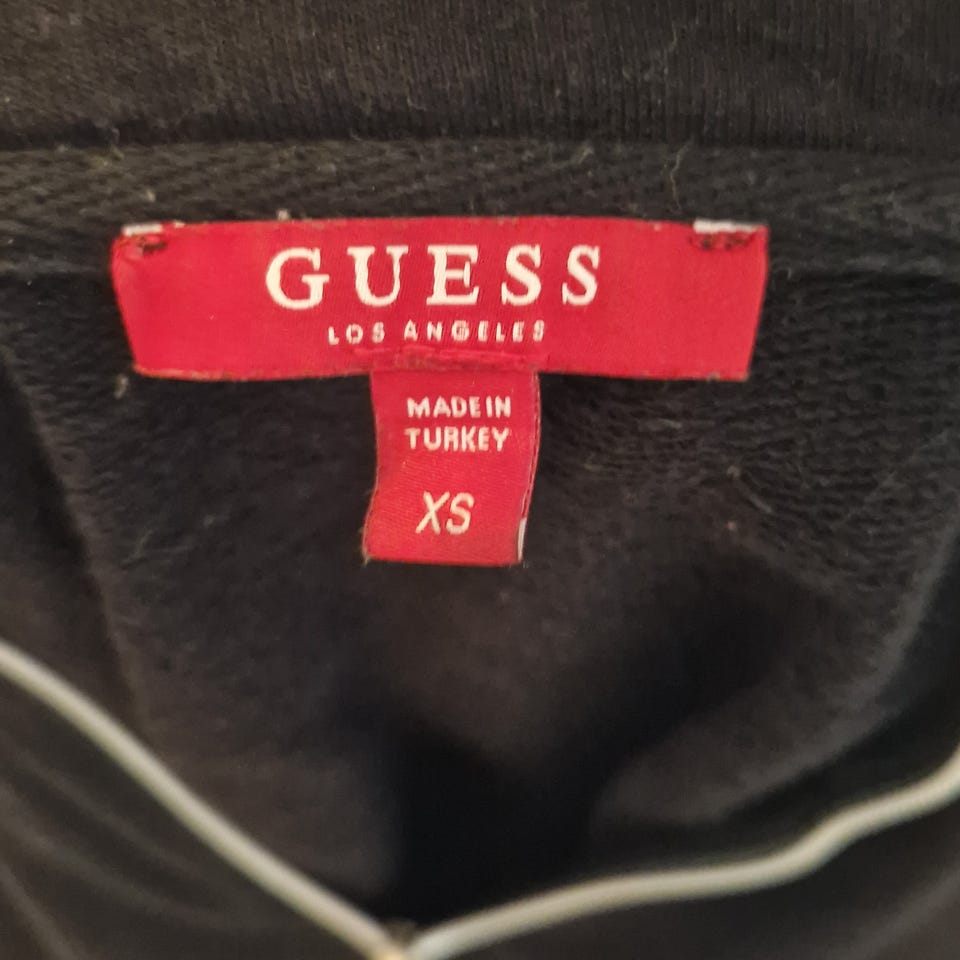 GUESS
LOS ANGELES
MADE IN
TURKEY
XS